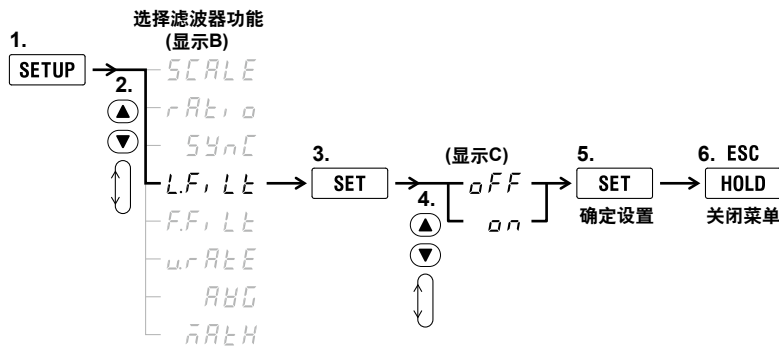 选择滤波器功能
(显示B)
1.
SETUP
2.
SCALE
rAtio
SYnC
L.FiLt
F.FiLt
u.rAtE
AVG
MAtH
3.
SET
(显示C)
4.
oFF
on
5.
SET
确定设置
6. ESC
HOLD
关闭菜单